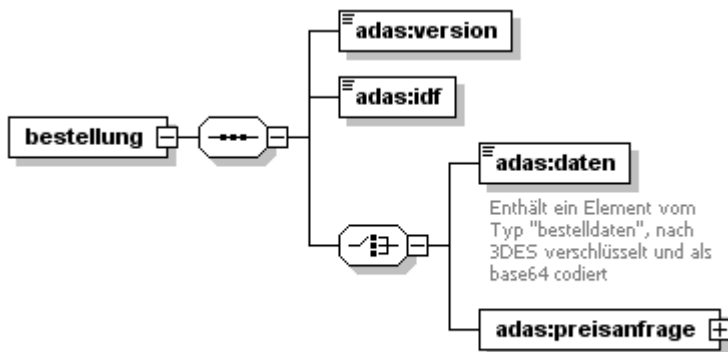 adas:version
adas:idf
bestellung
adas:daten
Enthält ein Element vom
Typ "bestelldaten", nach
3DES verschlüsselt und als
base64 codiert
adas:preisanfrage